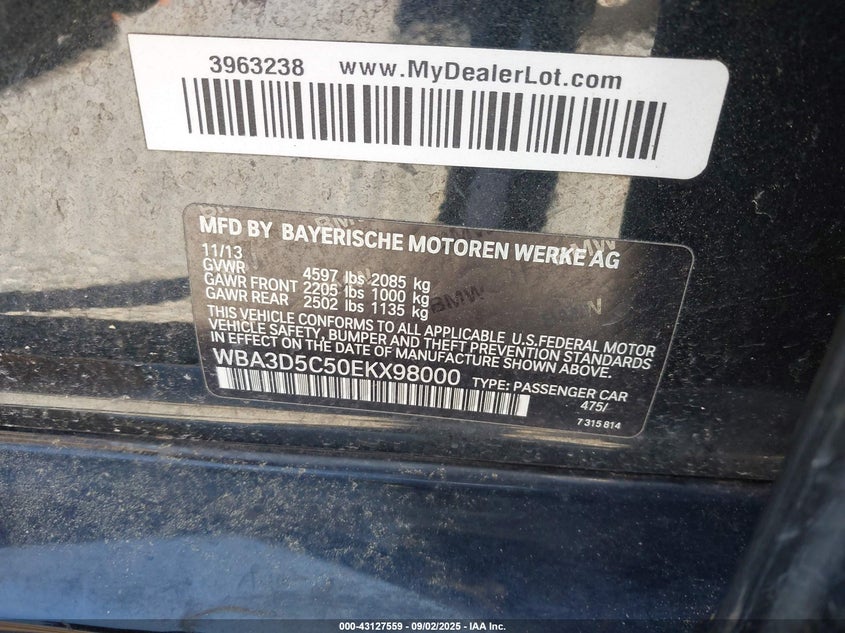 3963238 www.MyDealerLot.com
MFD BY BAYERISCHE MOTOREN WERKE AG
11/13
GVWR 4597 lbs 2085 kg
GAWR FRONT 2205 lbs 1000 kg
GAWR REAR 2502 lbs 1135 kg
THIS VEHICLE CONFORMS TO ALL APPLICABLE U.S.FEDERAL MOTOR
VEHICLE SAFETY, BUMPER AND THEFT PREVENTION STANDARDS
IN EFFECT ON THE DATE OF MANUFACTURE SHOWN ABOVE.
WBA3D5C50EKX98000 TYPE: PASSENGER CAR
475/
7 315 814
000-43127559 — 09/02/2025 — IAA Inc.